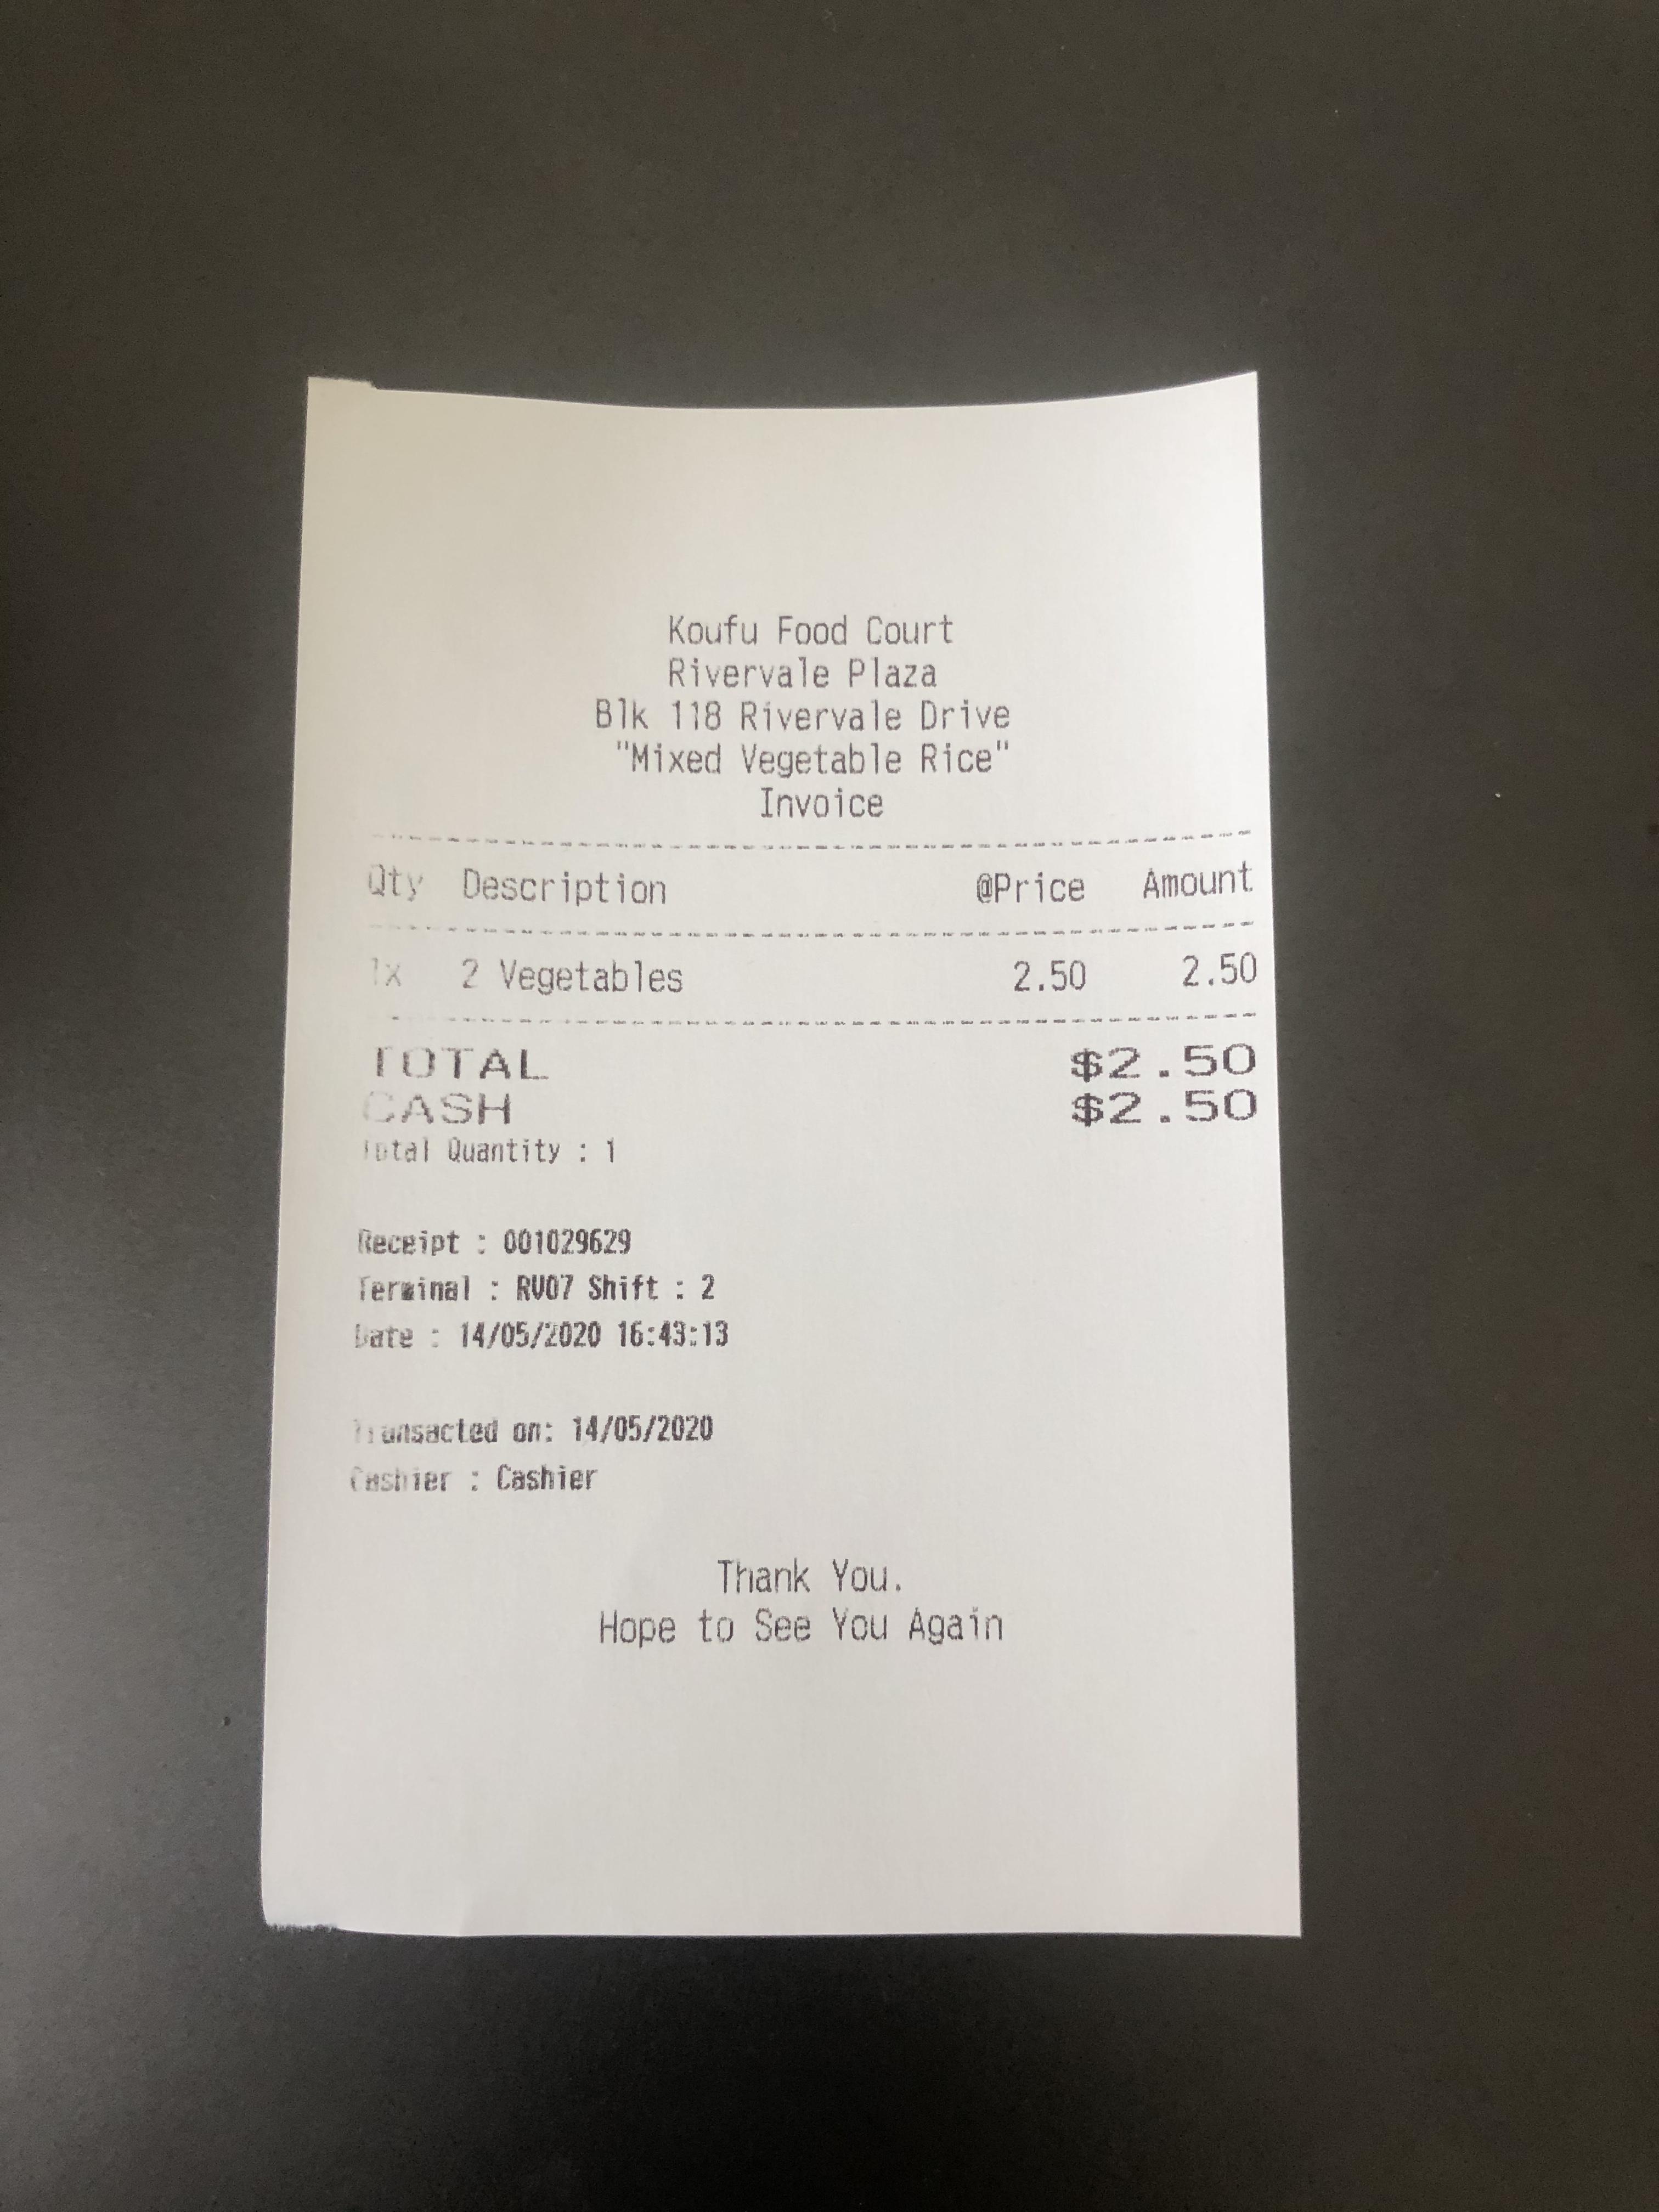 Koufu Food Court
Rivervale Plaza
Blk 118 Rivervale Drive
"Mixed Vegetable Rice"
Invoice
Qty Description @Price Amount
1x 2 Vegetables 2.50 2.50
TOTAL $2.50
CASH $2.50
Total Quantity : 1
Receipt : 001029629
Terminal : RV07 Shift : 2
Date : 14/05/2020 16:43:13
Transacted on: 14/05/2020
Cashier : Cashier
Thank You.
Hope to See You Again